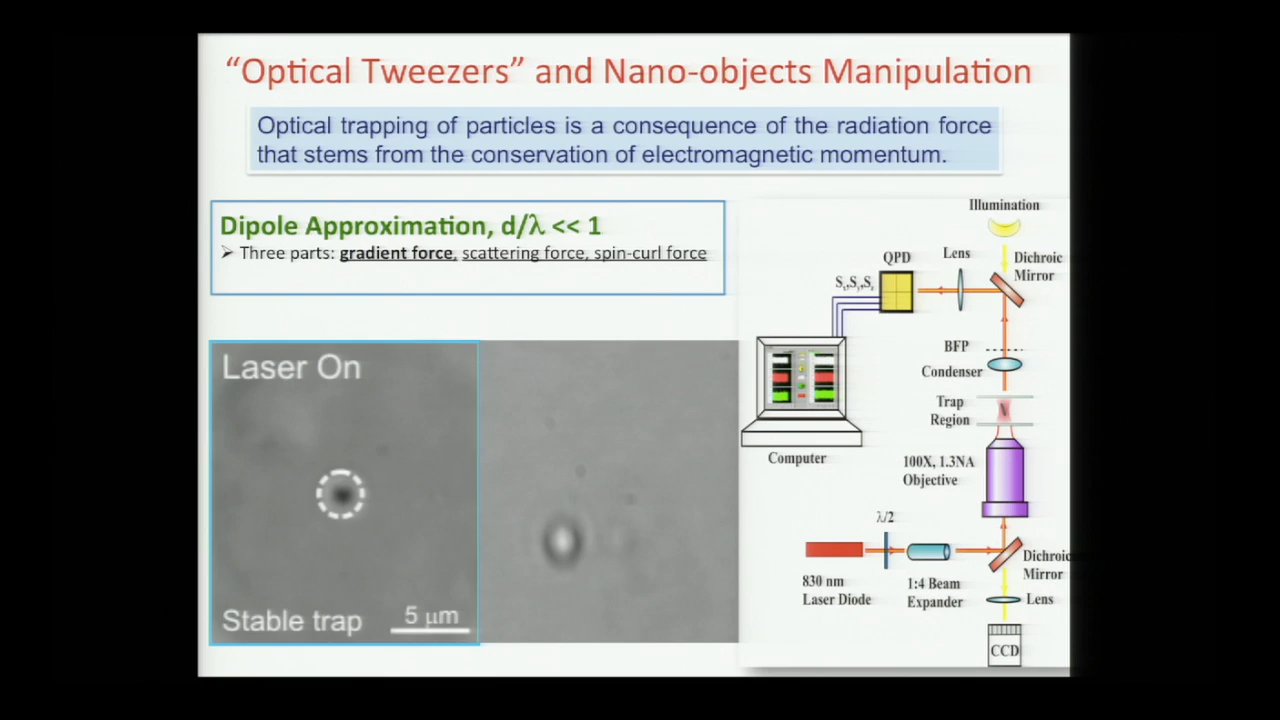 “Optical Tweezers” and Nano-objects Manipulation
Optical trapping of particles is a consequence of the radiation force
that stems from the conservation of electromagnetic momentum.
Dipole Approximation, d/λ << 1
➢ Three parts: gradient force, scattering force, spin-curl force
Laser On
Stable trap
5 μm
Illumination
QPD
Lens
Dichroic
Mirror
BFP
Condenser
Trap
Region
Computer
100X, 1.3NA
Objective
λ/2
830 nm
Laser Diode
1:4 Beam
Expander
Dichroic
Mirror
Lens
CCD